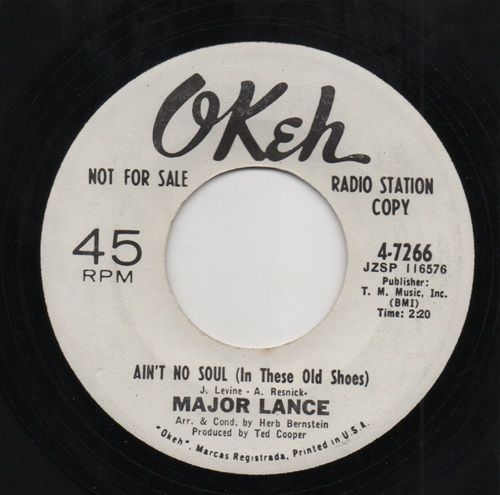 OKeh
NOT FOR SALE
RADIO STATION
COPY
45
RPM
4-7266
JZSP 116576
Publisher:
T. M. Music, Inc.
(BMI)
Time: 2:20
AIN'T NO SOUL (In These Old Shoes)
J. Levine - A. Resnick-
MAJOR LANCE
Arr. & Cond. by Herb Bernstein
Produced by Ted Cooper
"Okeh", Marcas Registrada, Printed in U.S.A.